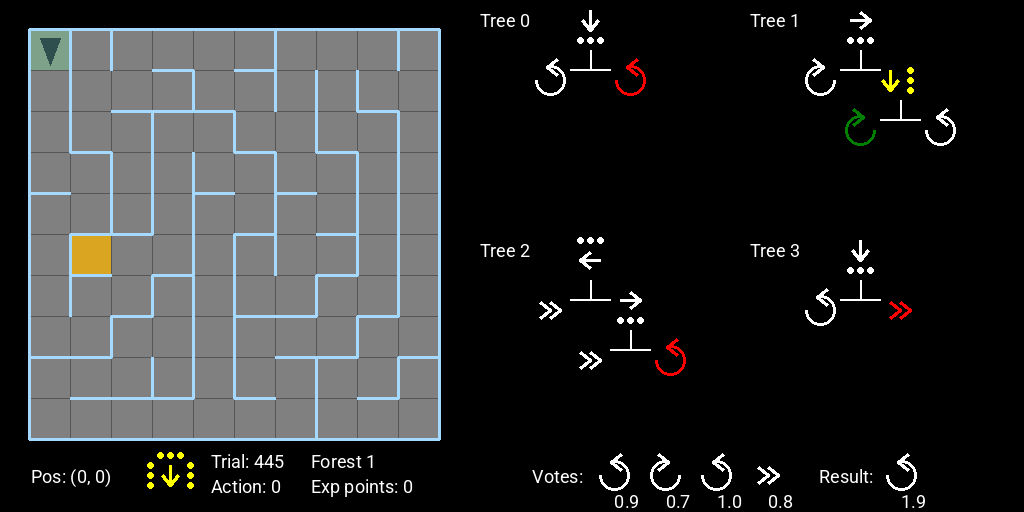 Tree 0
Tree 1
Tree 2
Tree 3
Pos: (0, 0)
Trial: 445
Forest 1
Action: 0
Exp points: 0
Votes:
0.9
0.7
1.0
0.8
Result:
1.9